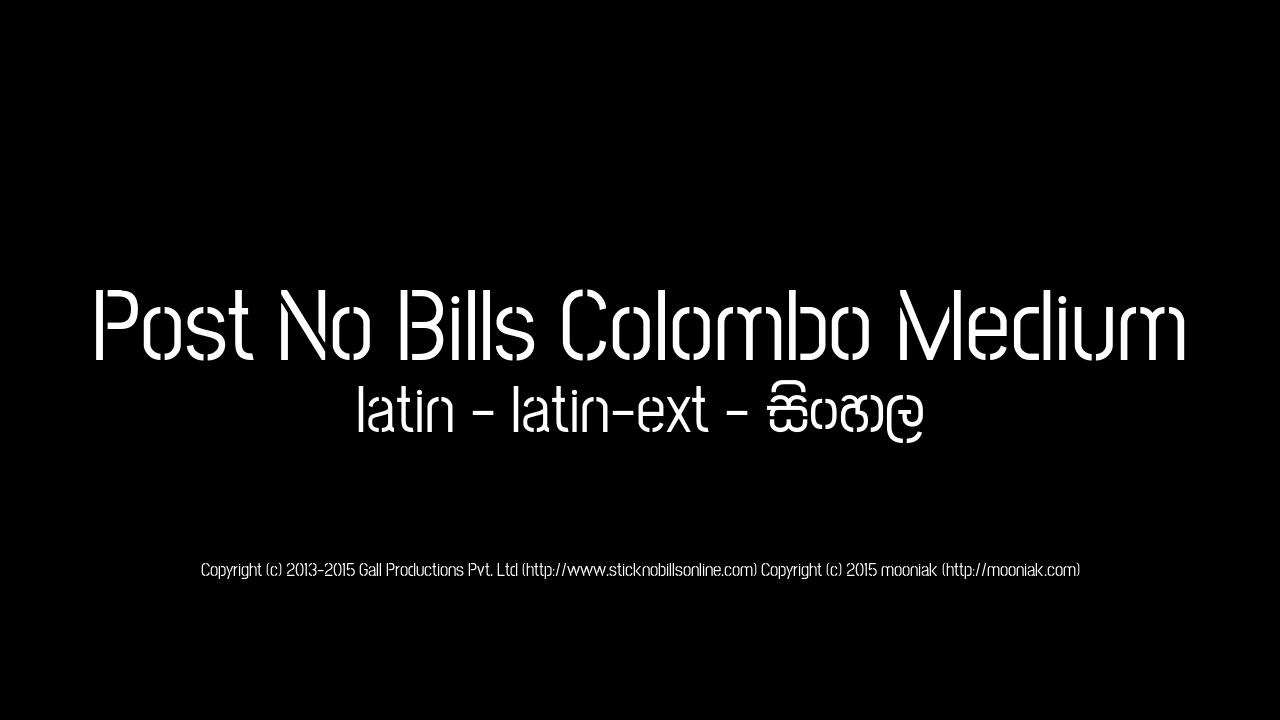 Post No Bills Colombo Medium
latin - latin-ext - සිංහල
Copyright (c) 2013-2015 Gall Productions Pvt. Ltd (http://www.sticknobillsonline.com) Copyright (c) 2015 mooniak (http://mooniak.com)